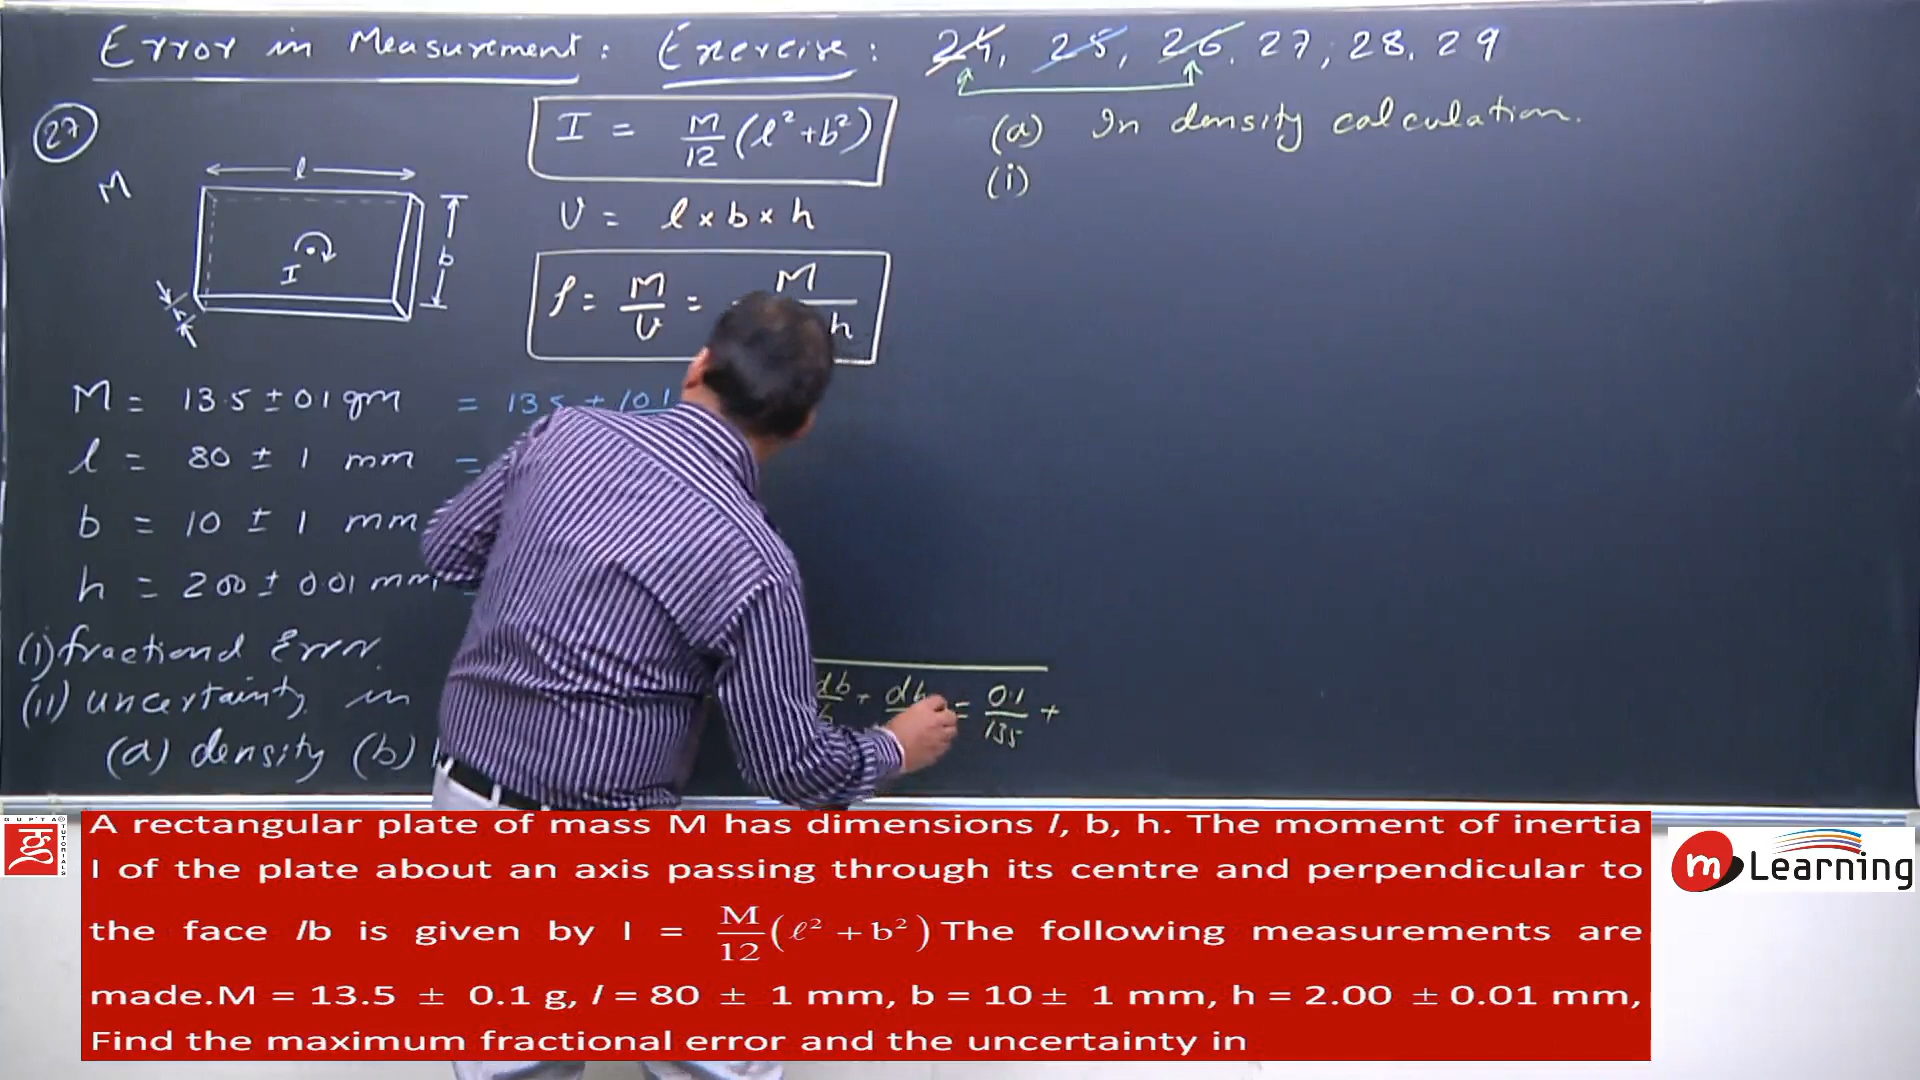 Error in Measurement : Exercise : 24, 25, 26, 27, 28, 29
27
I = M/12 (l² + b²)
(a) In density calculation.
(i)
M
l
b
h
I
V = l × b × h
ρ = M/V = M/ h
M = 13.5 ± 0.1 gm = 13.5 ±
l = 80 ± 1 mm =
b = 10 ± 1 mm
h = 2.00 ± 0.01 mm
(i) fractional Error.
(ii) uncertainty in
(a) density (b)
db/b + dh = 0.1/135 +
GUPTA TUTORIALS
A rectangular plate of mass M has dimensions l, b, h. The moment of inertia
I of the plate about an axis passing through its centre and perpendicular to
the face lb is given by I = M/12 (ℓ² + b²) The following measurements are
made.M = 13.5 ± 0.1 g, l = 80 ± 1 mm, b = 10± 1 mm, h = 2.00 ±0.01 mm,
Find the maximum fractional error and the uncertainty in
m Learning